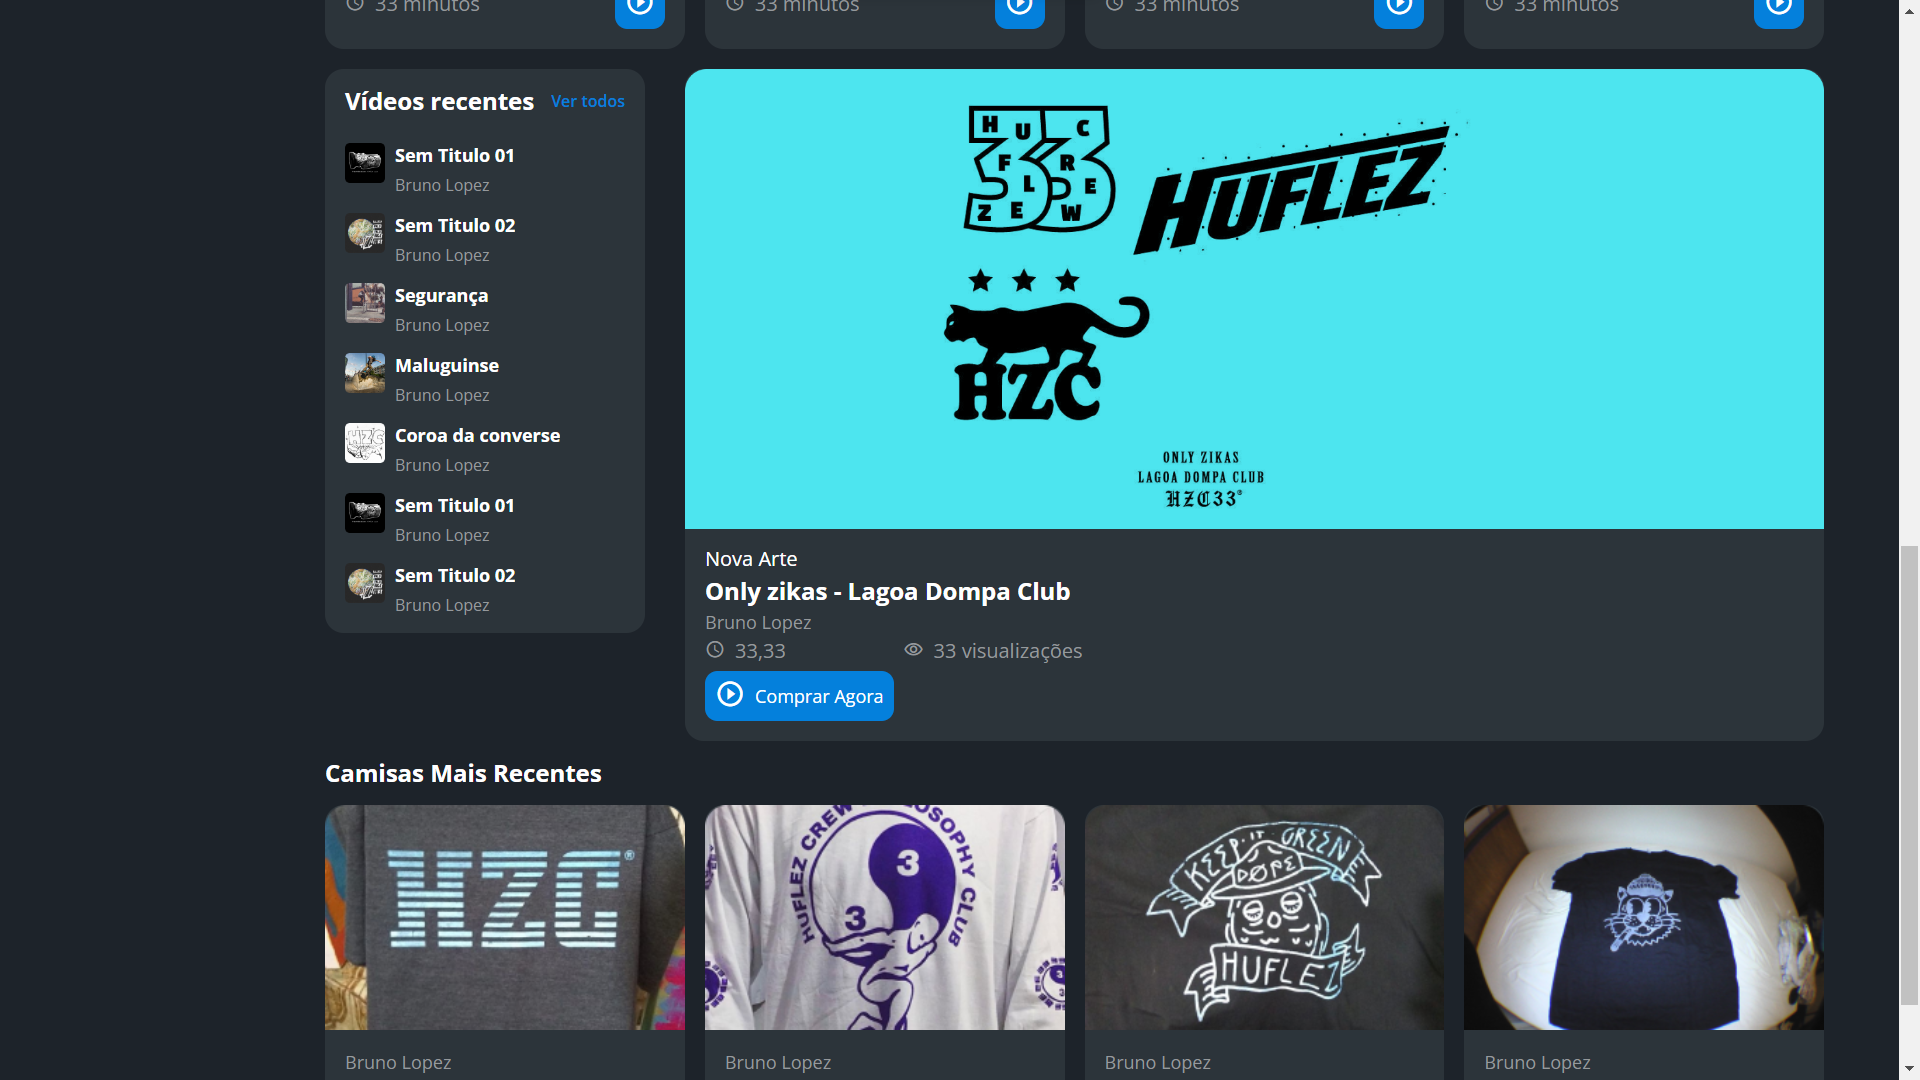 33 minutos
33 minutos
33 minutos
33 minutos
Vídeos recentes
Ver todos
Sem Titulo 01
Bruno Lopez
Sem Titulo 02
Bruno Lopez
Segurança
Bruno Lopez
Maluguinse
Bruno Lopez
Coroa da converse
Bruno Lopez
Sem Titulo 01
Bruno Lopez
Sem Titulo 02
Bruno Lopez
HUFLEZ CREW
33
HUFLEZ
HZC
ONLY ZIKAS
LAGOA DOMPA CLUB
HZC33®
Nova Arte
Only zikas - Lagoa Dompa Club
Bruno Lopez
33,33
33 visualizações
Comprar Agora
Camisas Mais Recentes
HZC®
HUFLEZ CREW
CLUB
3
3
KEEP IT GREEN
DOPE
HUFLEZ
Bruno Lopez
Bruno Lopez
Bruno Lopez
Bruno Lopez